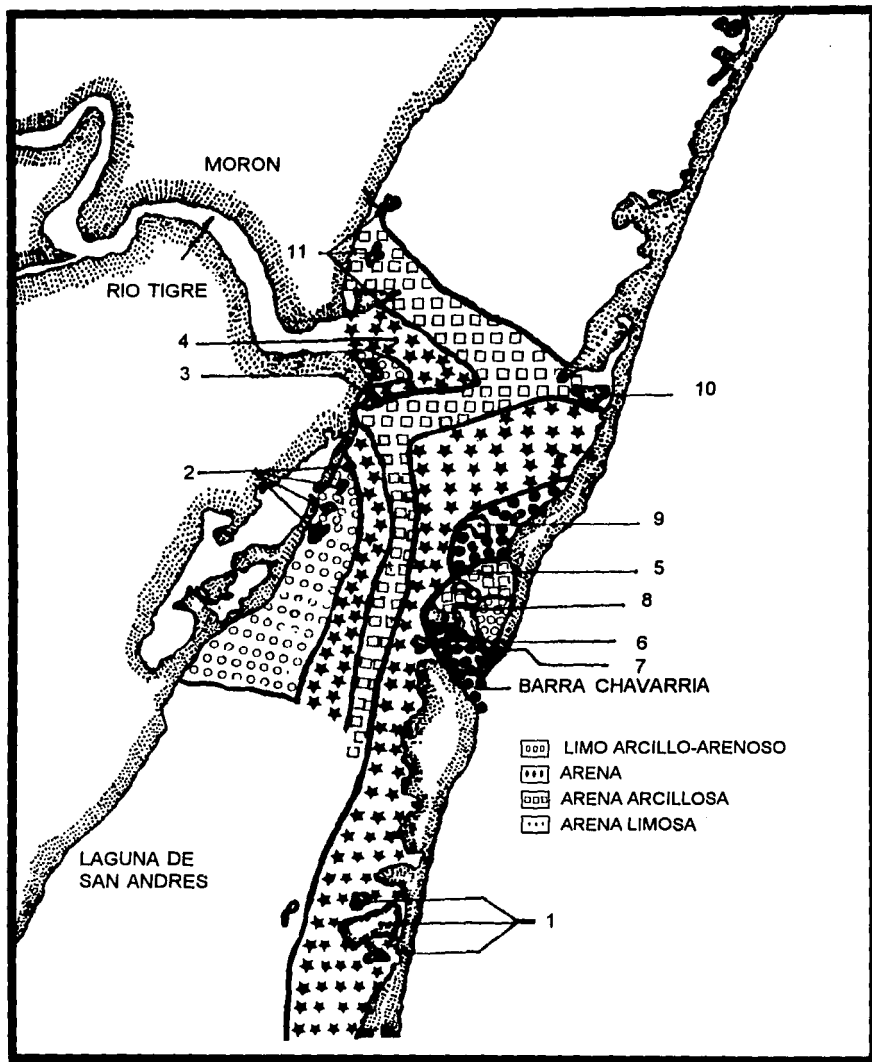 MORON
11
RIO TIGRE
4
3
10
2
9
5
8
6
7
BARRA CHAVARRIA
LIMO ARCILLO-ARENOSO
ARENA
ARENA ARCILLOSA
ARENA LIMOSA
LAGUNA DE
SAN ANDRES
1